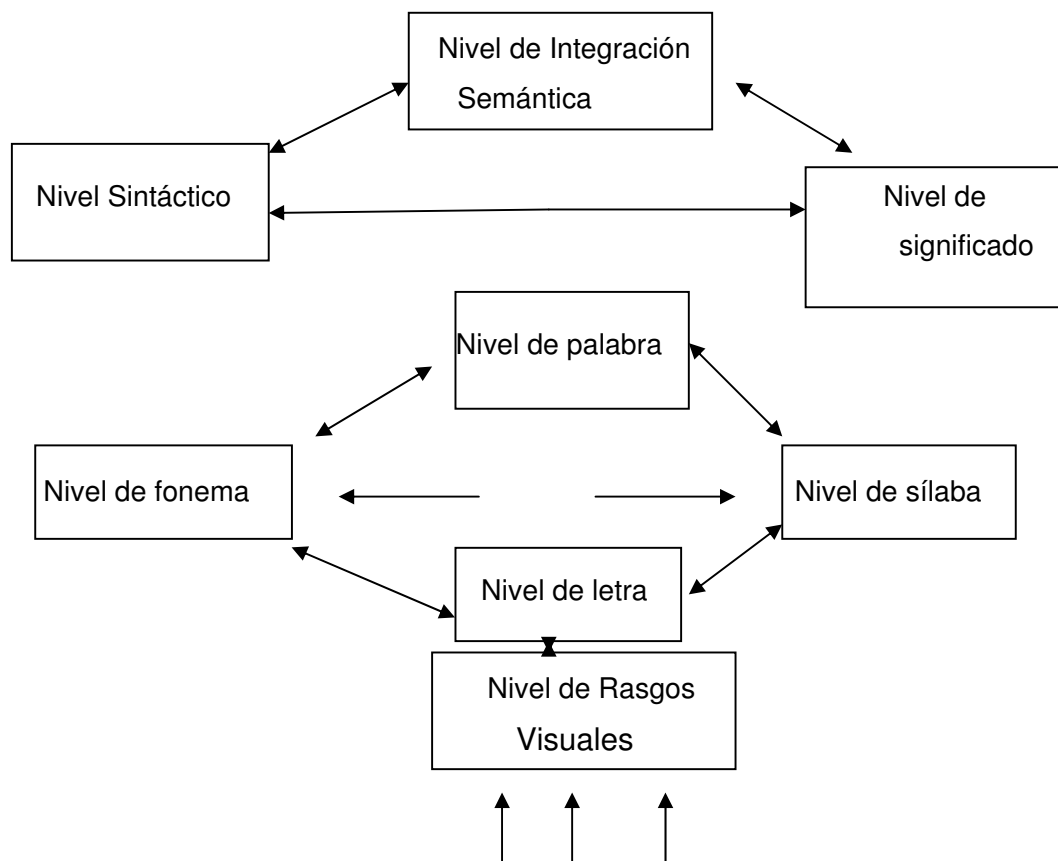 Nivel de Integración
Semántica
Nivel Sintáctico
Nivel de
significado
Nivel de palabra
Nivel de fonema
Nivel de sílaba
Nivel de letra
Nivel de Rasgos
Visuales